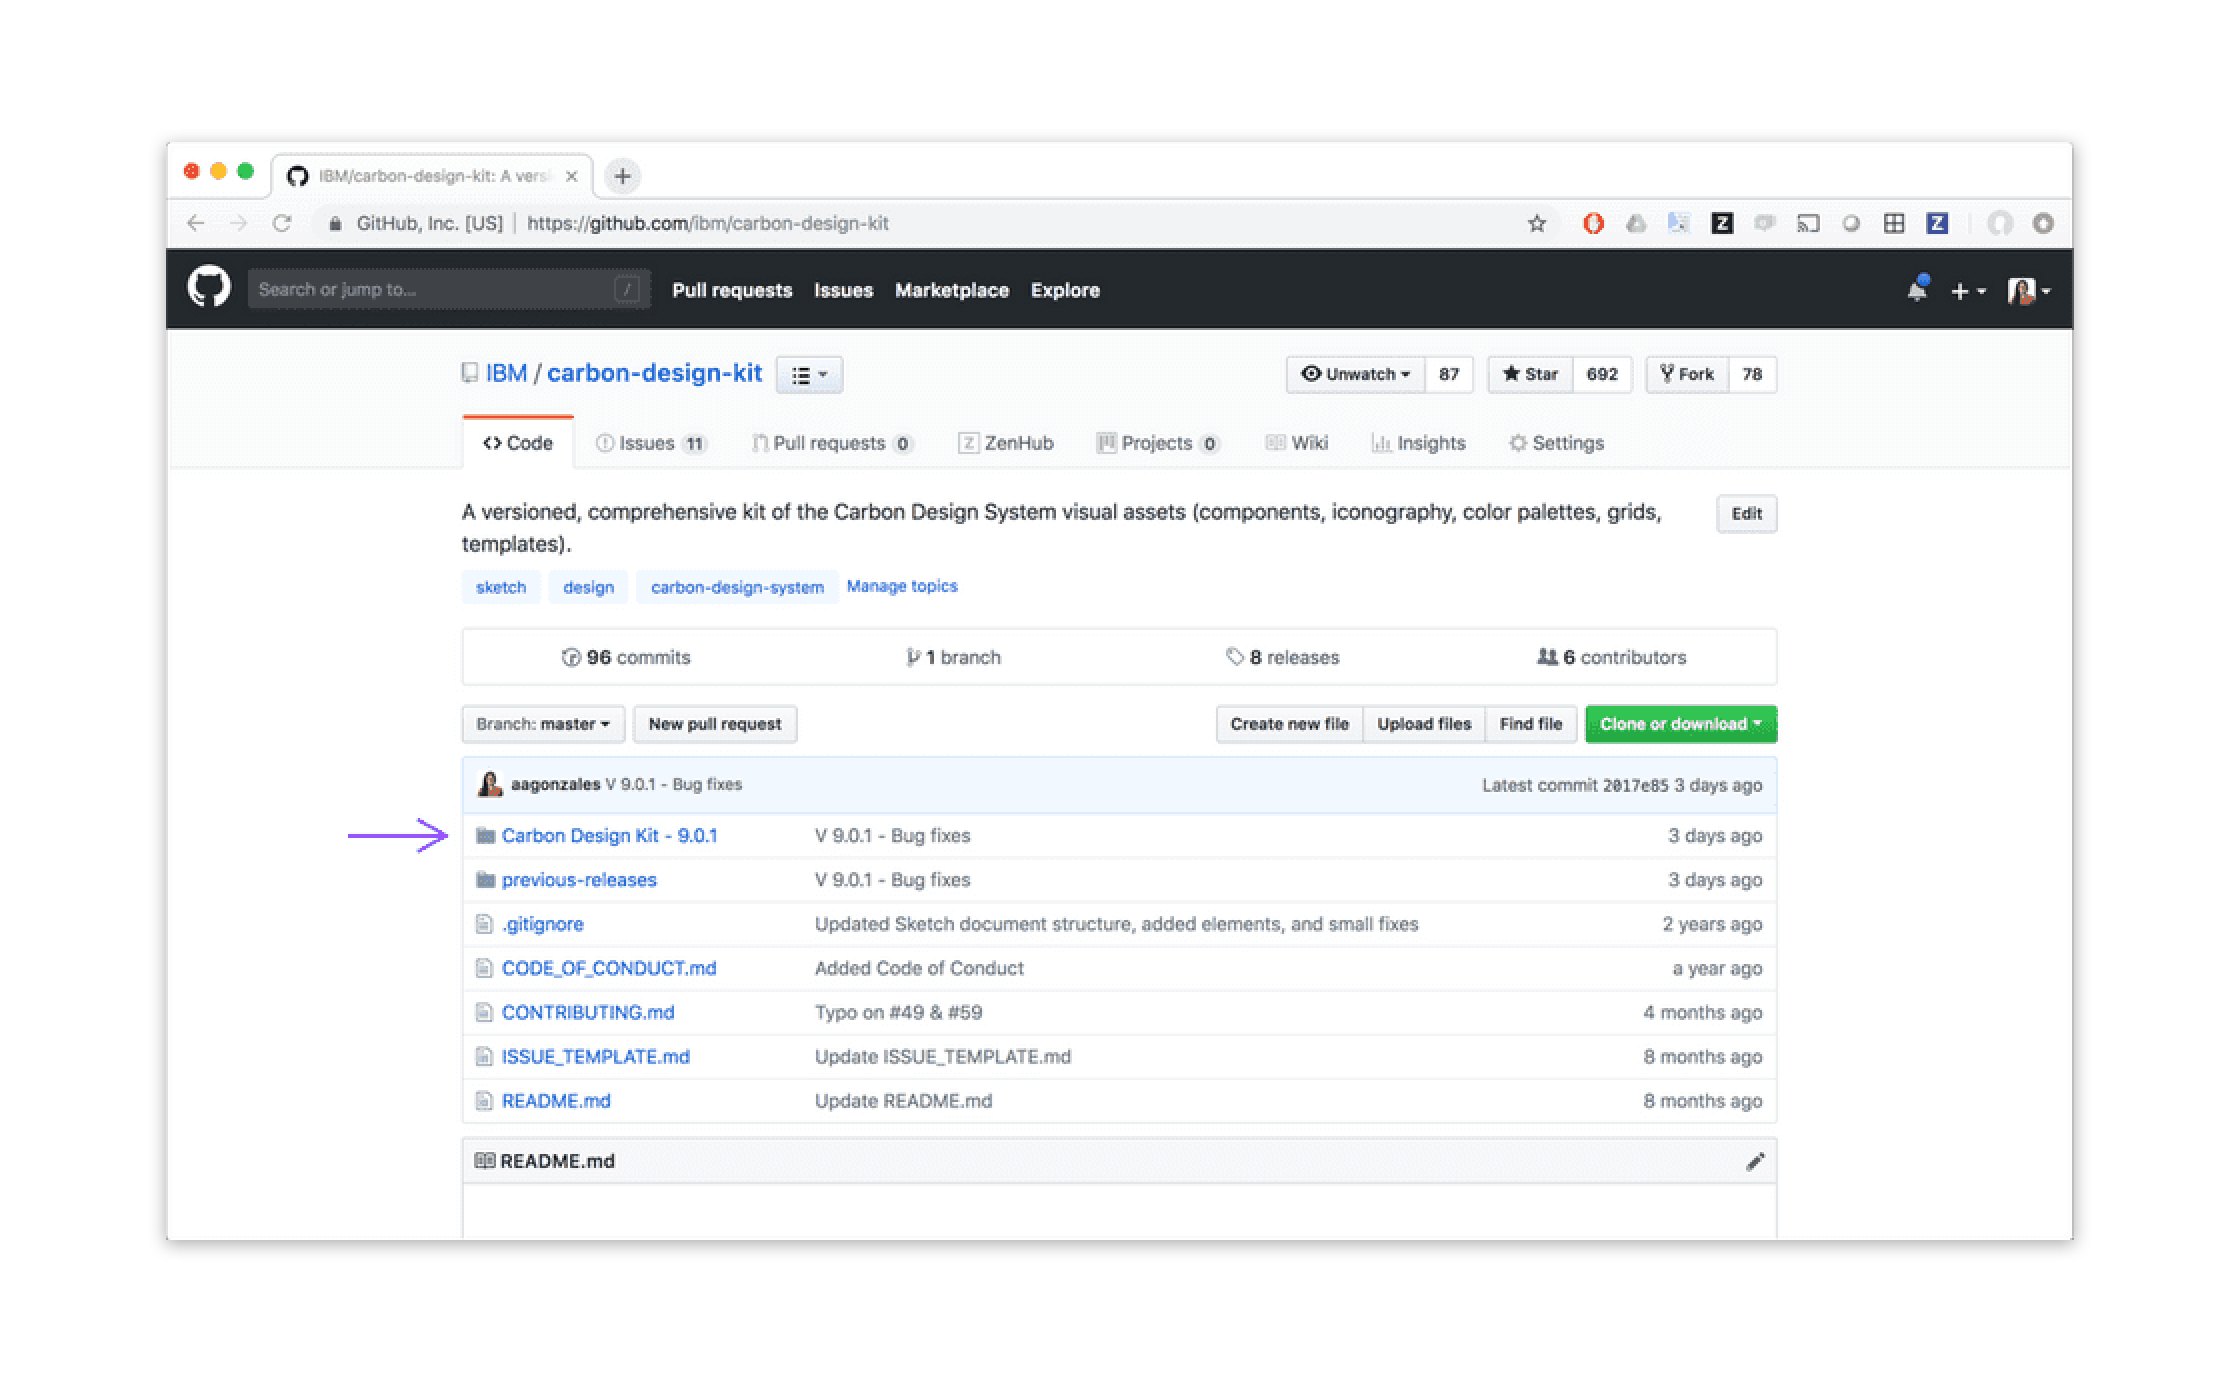 IBM/carbon-design-kit: A versi
GitHub, Inc. [US] | https://github.com/ibm/carbon-design-kit
Search or jump to... / Pull requests Issues Marketplace Explore
IBM / carbon-design-kit Unwatch 87 Star 692 Fork 78
Code Issues 11 Pull requests 0 ZenHub Projects 0 Wiki Insights Settings
A versioned, comprehensive kit of the Carbon Design System visual assets (components, iconography, color palettes, grids, Edit
templates).
sketch design carbon-design-system Manage topics
96 commits 1 branch 8 releases 6 contributors
Branch: master New pull request Create new file Upload files Find file Clone or download
aagonzales V 9.0.1 - Bug fixes Latest commit 2017e85 3 days ago
Carbon Design Kit - 9.0.1 V 9.0.1 - Bug fixes 3 days ago
previous-releases V 9.0.1 - Bug fixes 3 days ago
.gitignore Updated Sketch document structure, added elements, and small fixes 2 years ago
CODE_OF_CONDUCT.md Added Code of Conduct a year ago
CONTRIBUTING.md Typo on #49 & #59 4 months ago
ISSUE_TEMPLATE.md Update ISSUE_TEMPLATE.md 8 months ago
README.md Update README.md 8 months ago
README.md